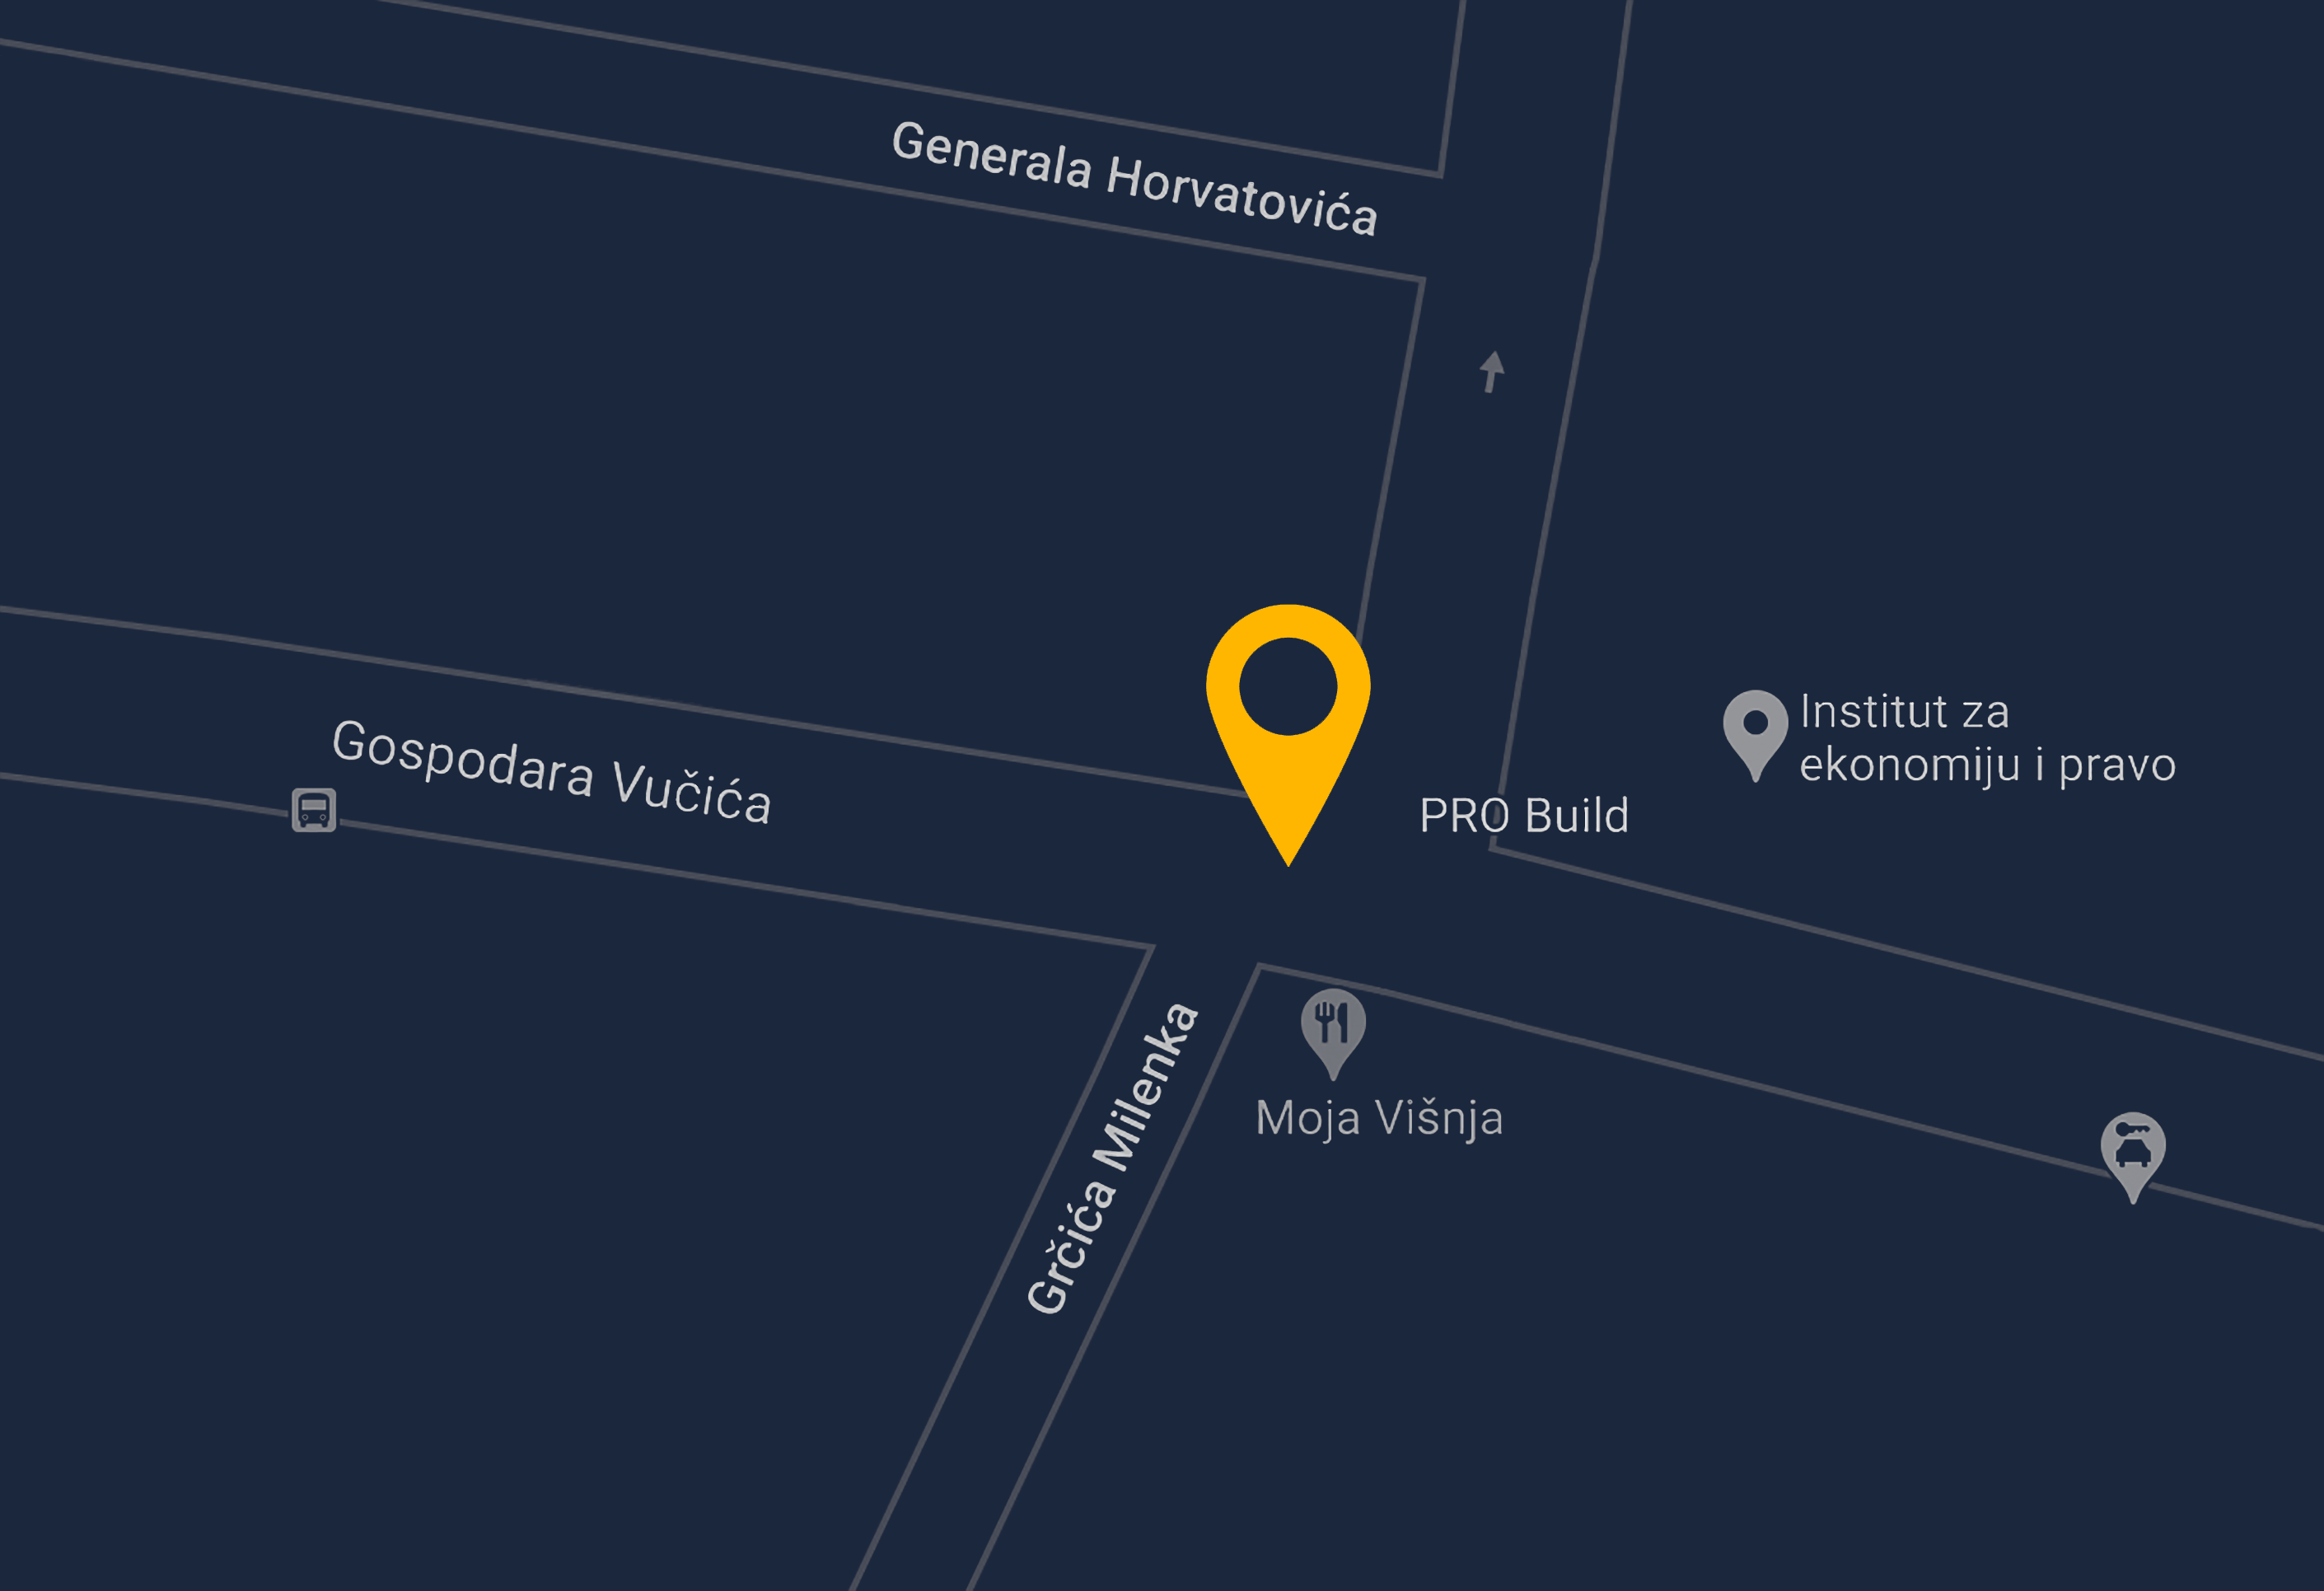 Generala Horvatovića
Institut za
ekonomiju i pravo
Gospodara Vučića
PRO Build
Grčića Milenka
Moja Višnja